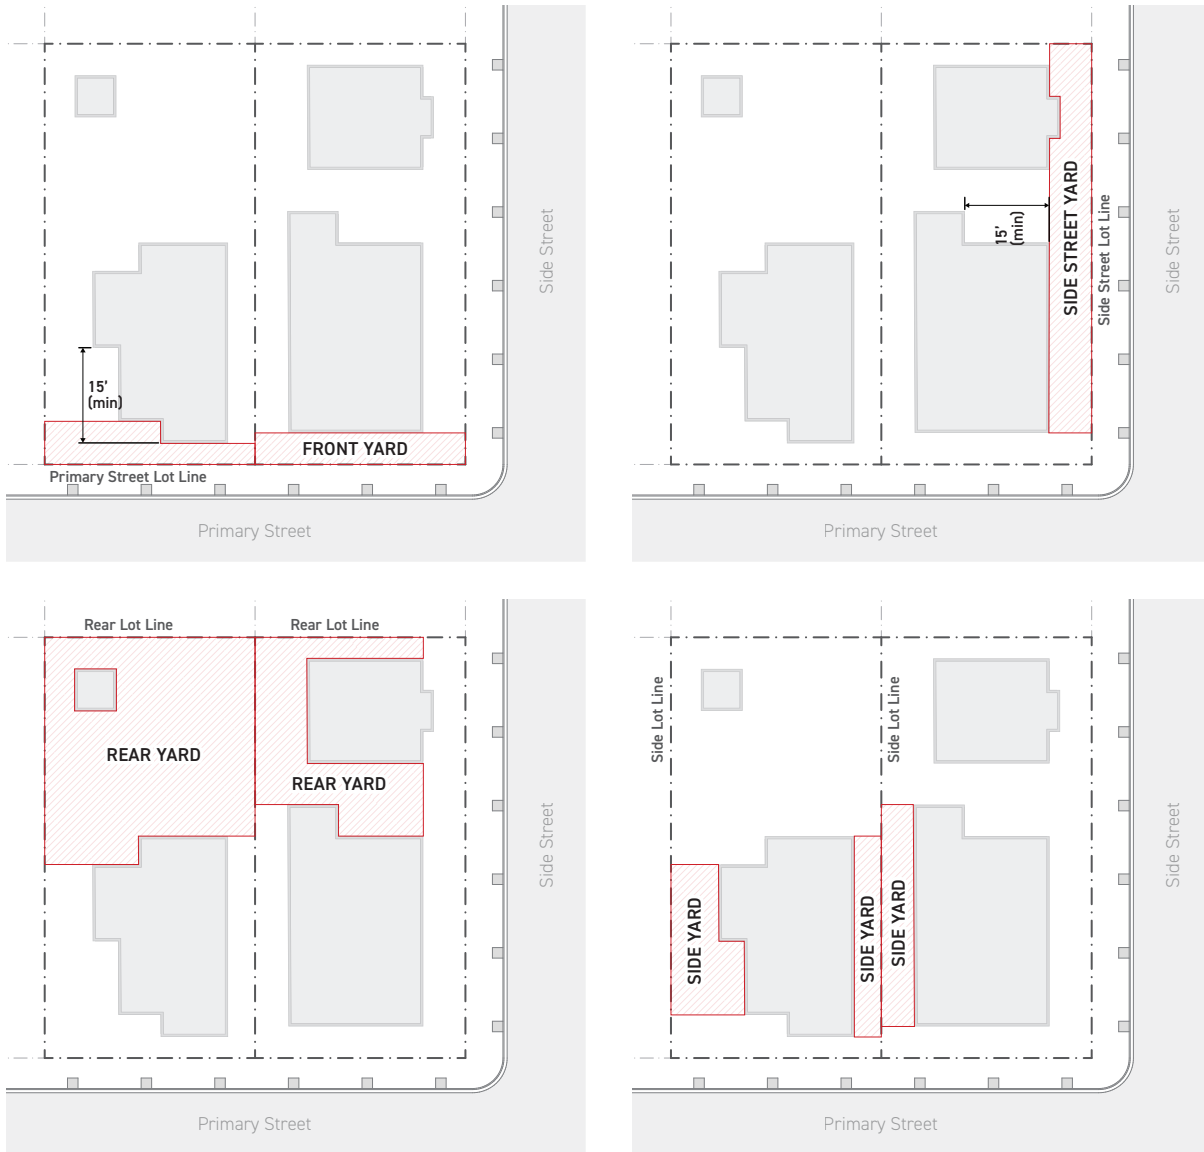 Side Street
15'
(min)
FRONT YARD
Primary Street Lot Line
Primary Street
15'
(min)
SIDE STREET YARD
Side Street Lot Line
Side Street
Primary Street
Rear Lot Line
Rear Lot Line
REAR YARD
REAR YARD
Side Street
Primary Street
Side Lot Line
Side Lot Line
SIDE YARD
SIDE YARD
SIDE YARD
Side Street
Primary Street